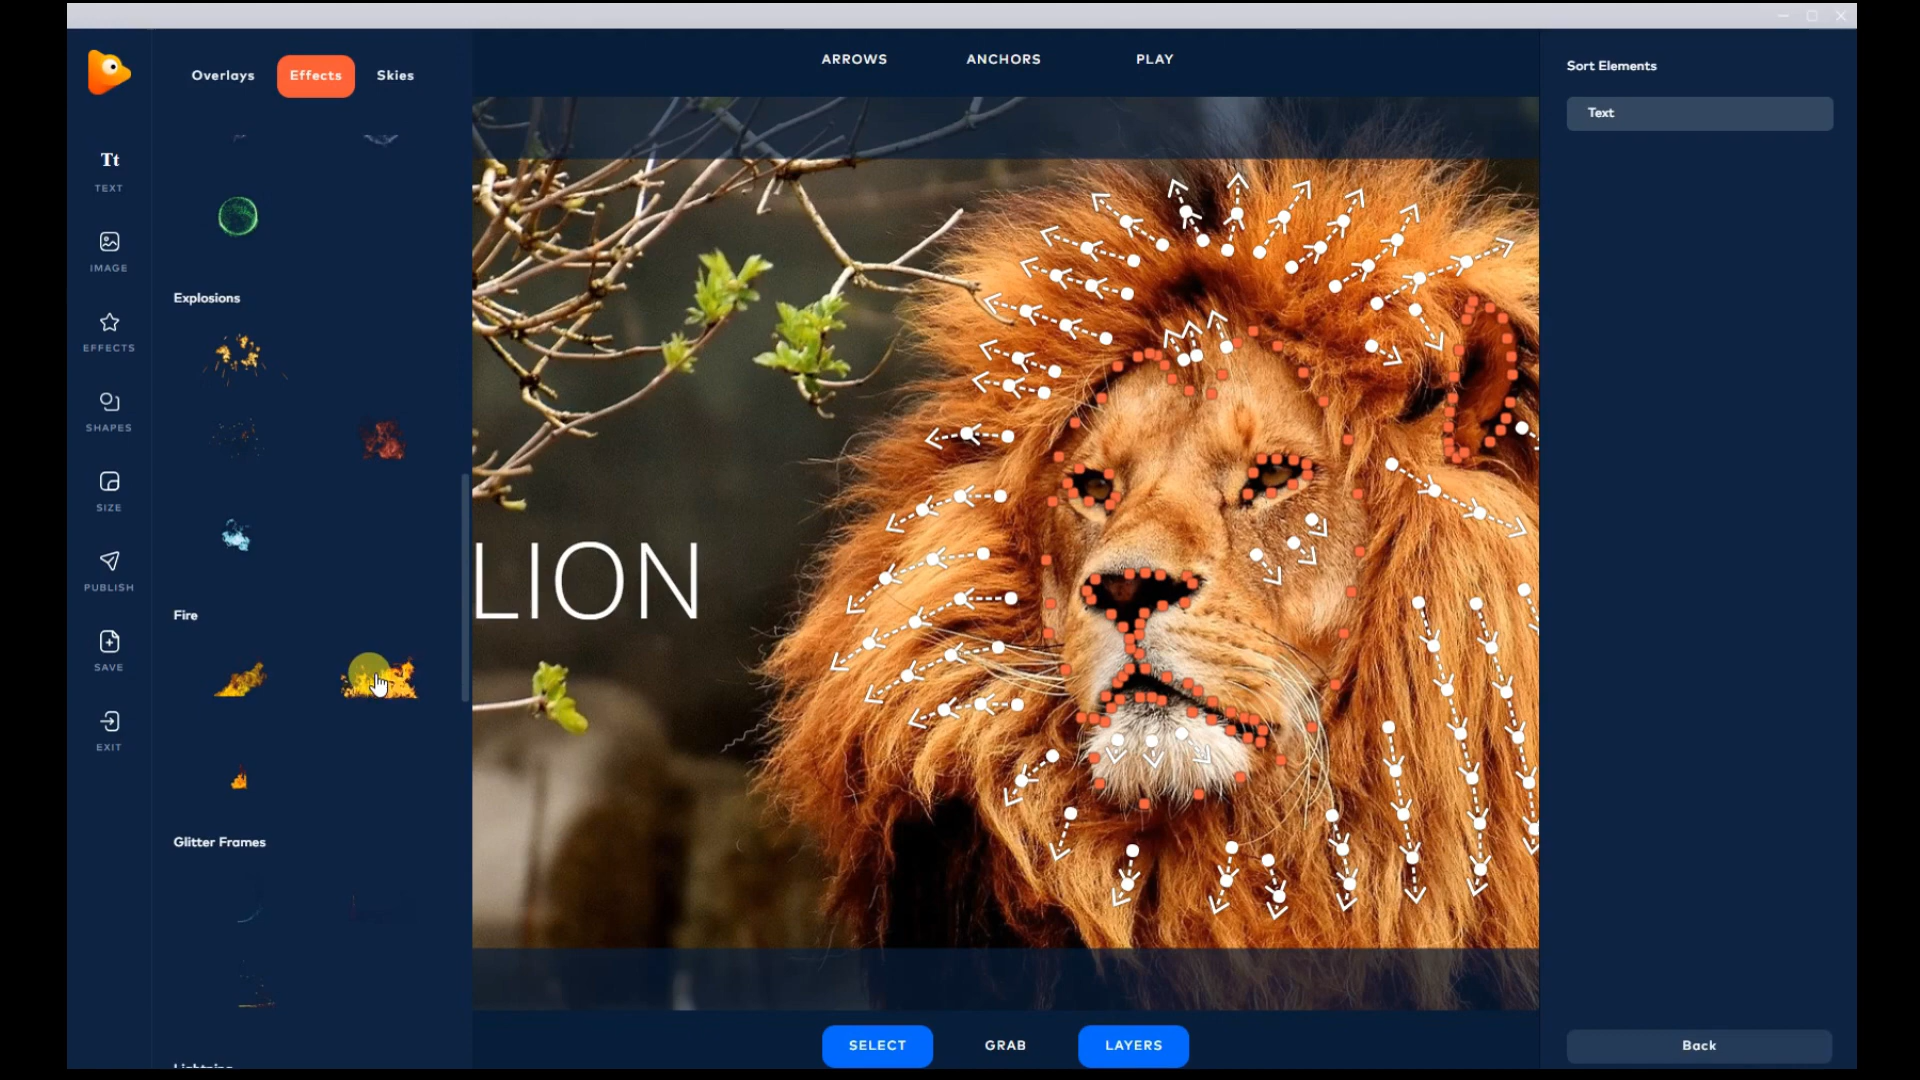 Overlays
Effects
Skies
ARROWS
ANCHORS
PLAY
Sort Elements
Text
Tt
TEXT
IMAGE
EFFECTS
SHAPES
SIZE
PUBLISH
SAVE
EXIT
Explosions
Fire
Glitter Frames
LION
SELECT
GRAB
LAYERS
Back